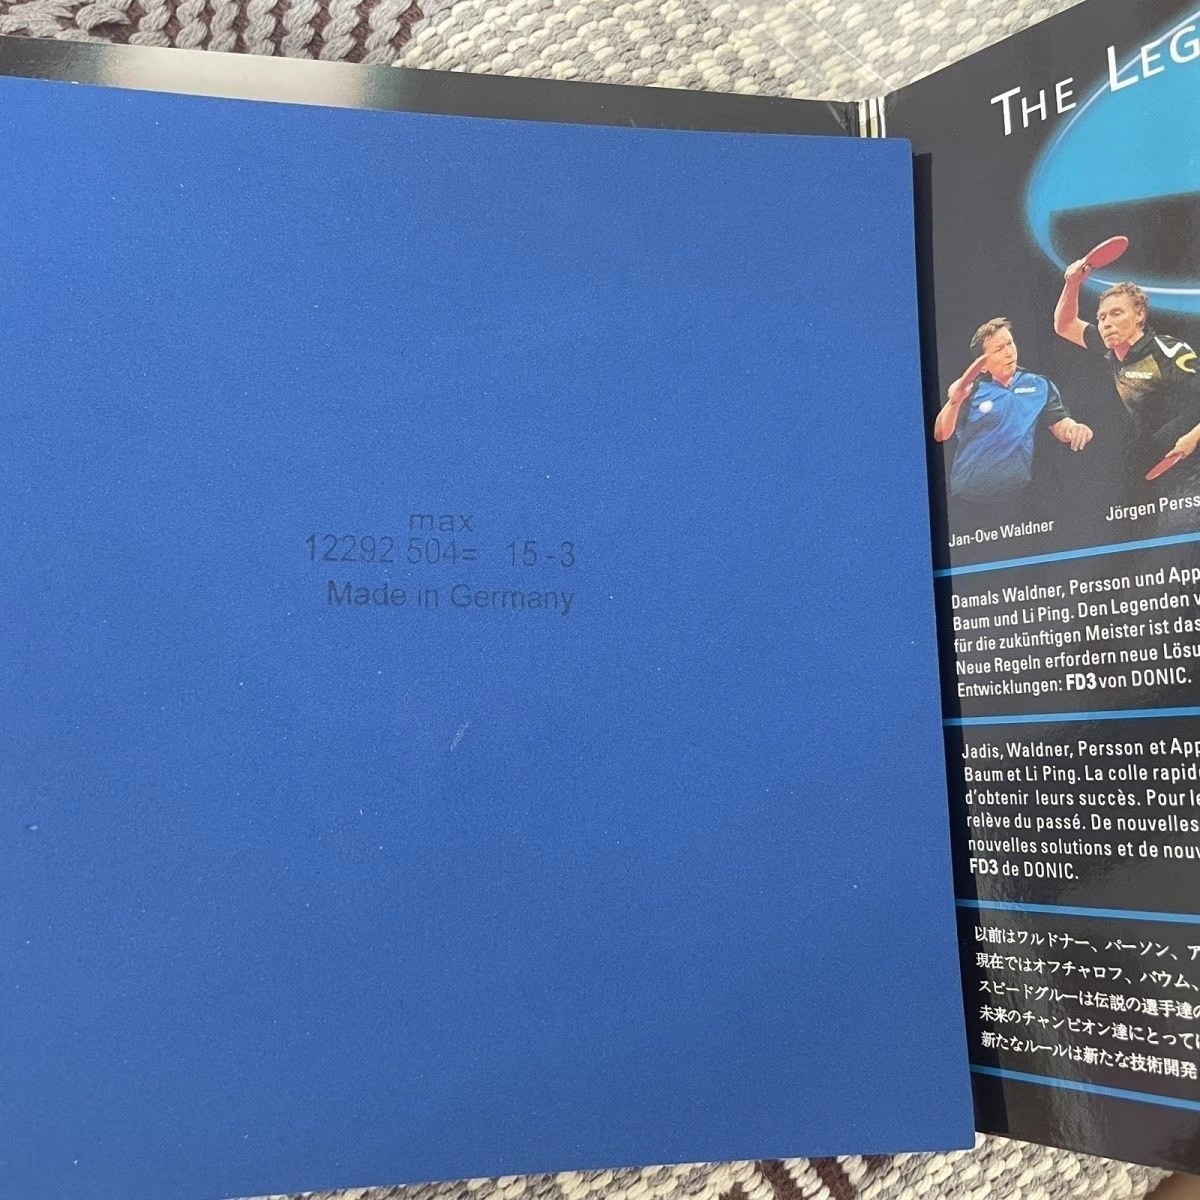 max
12292 504= 15-3
Made in Germany
THE LEG
DONIC
DONIC
Jan-Ove Waldner
Jörgen Perss
Damals Waldner, Persson und App
Baum und Li Ping. Den Legenden v
für die zukünftigen Meister ist das
Neue Regeln erfordern neue Lösu
Entwicklungen: FD3 von DONIC.
Jadis, Waldner, Persson et App
Baum et Li Ping. La colle rapid
d'obtenir leurs succès. Pour le
relève du passé. De nouvelles
nouvelles solutions et de nouv
FD3 de DONIC.
以前はワルドナー、パーソン、ア
現在ではオフチャロフ、バウム、
スピードグルーは伝説の選手達の
未来のチャンピオン達にとっては
新たなルールは新たな技術開発